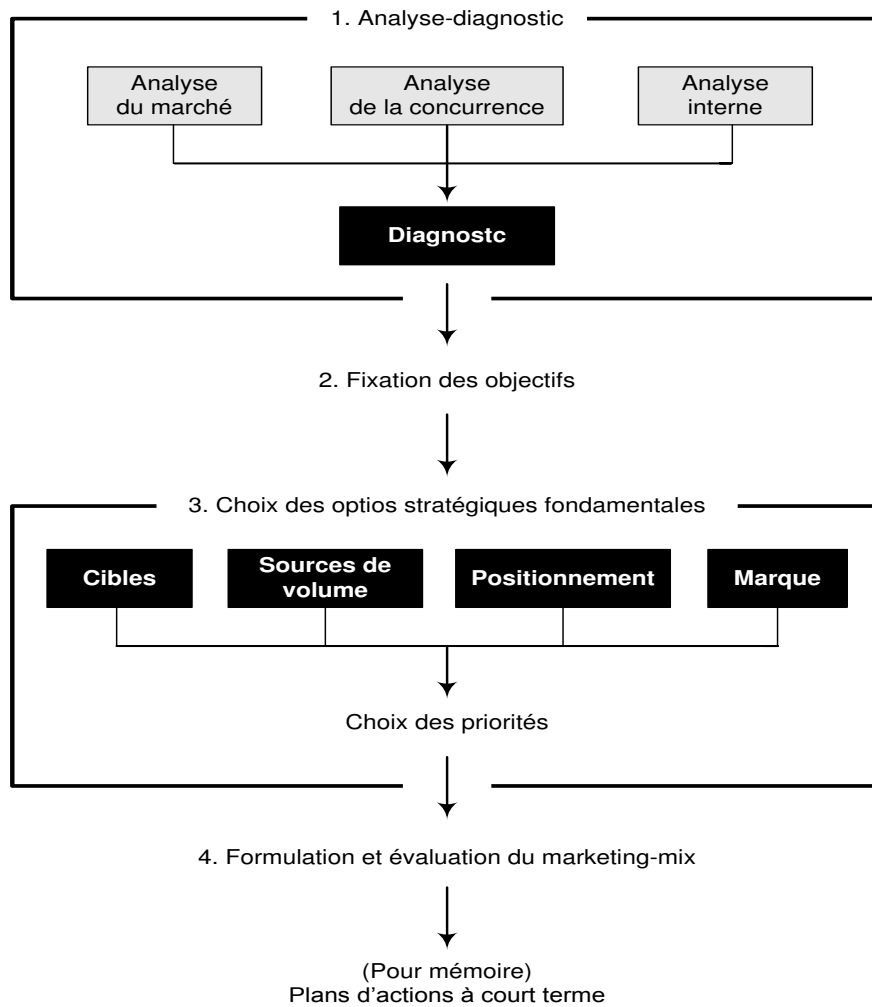 1. Analyse-diagnostic
Analyse
du marché
Analyse
de la concurrence
Analyse
interne
Diagnostc
2. Fixation des objectifs
3. Choix des optios stratégiques fondamentales
Cibles
Sources de
volume
Positionnement
Marque
Choix des priorités
4. Formulation et évaluation du marketing-mix
(Pour mémoire)
Plans d'actions à court terme